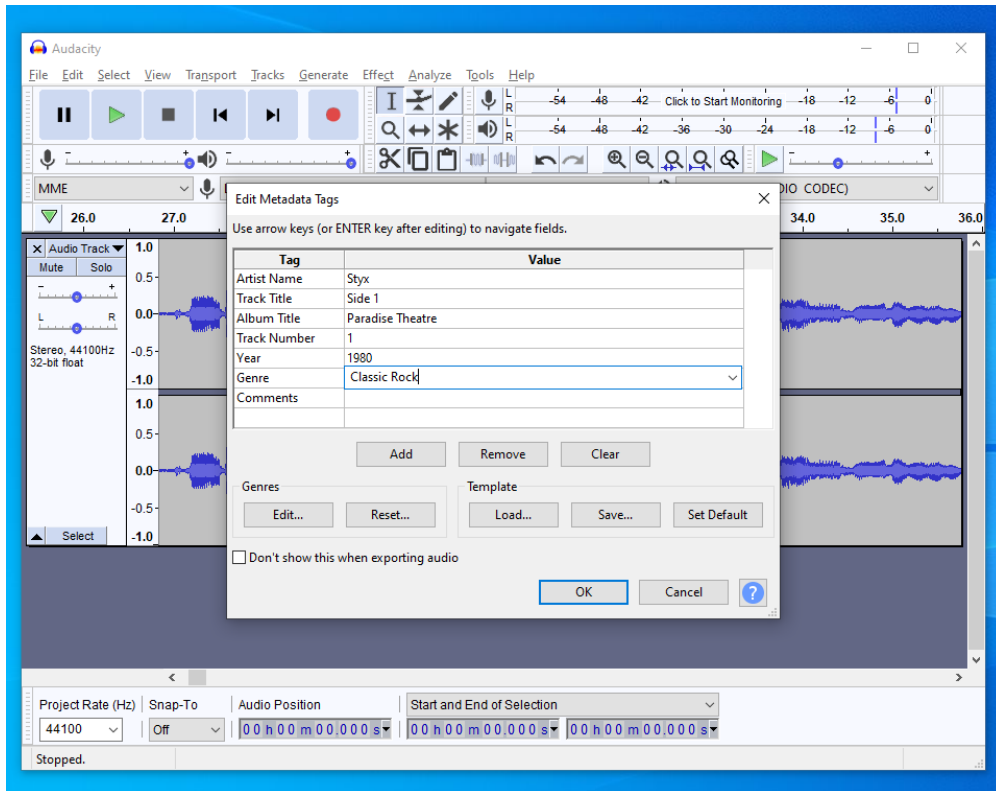 Audacity
File Edit Select View Transport Tracks Generate Effect Analyze Tools Help
L R -54 -48 -42 Click to Start Monitoring -18 -12 -6 0
L R -54 -48 -42 -36 -30 -24 -18 -12 -6 0
- + - + - +
MME DIO CODEC)
26.0 27.0 34.0 35.0 36.0
Edit Metadata Tags
Use arrow keys (or ENTER key after editing) to navigate fields.
Tag Value
Artist Name Styx
Track Title Side 1
Album Title Paradise Theatre
Track Number 1
Year 1980
Genre Classic Rock
Comments
Add Remove Clear
Genres Template
Edit... Reset... Load... Save... Set Default
Don't show this when exporting audio
OK Cancel ?
X Audio Track 1.0
Mute Solo
- + 0.5
L R 0.0
Stereo, 44100Hz -0.5
32-bit float
-1.0
1.0
0.5
0.0
-0.5
Select -1.0
Project Rate (Hz) Snap-To Audio Position Start and End of Selection
44100 Off 00 h 00 m 00.000 s 00 h 00 m 00.000 s 00 h 00 m 00.000 s
Stopped.